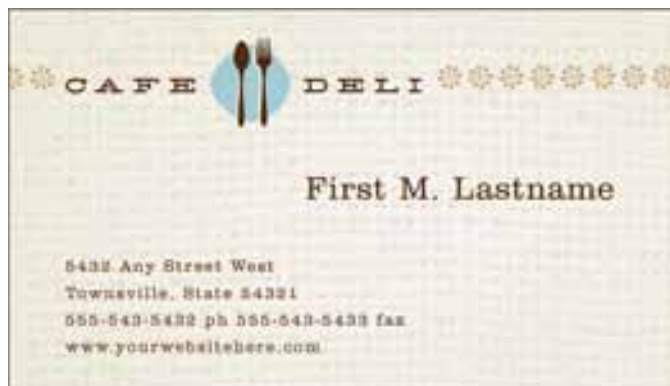 CAFE DELI
First M. Lastname
5432 Any Street West
Townsville, State 54321
555-543-5432 ph 555-543-5433 fax
www.yourwebsitehere.com